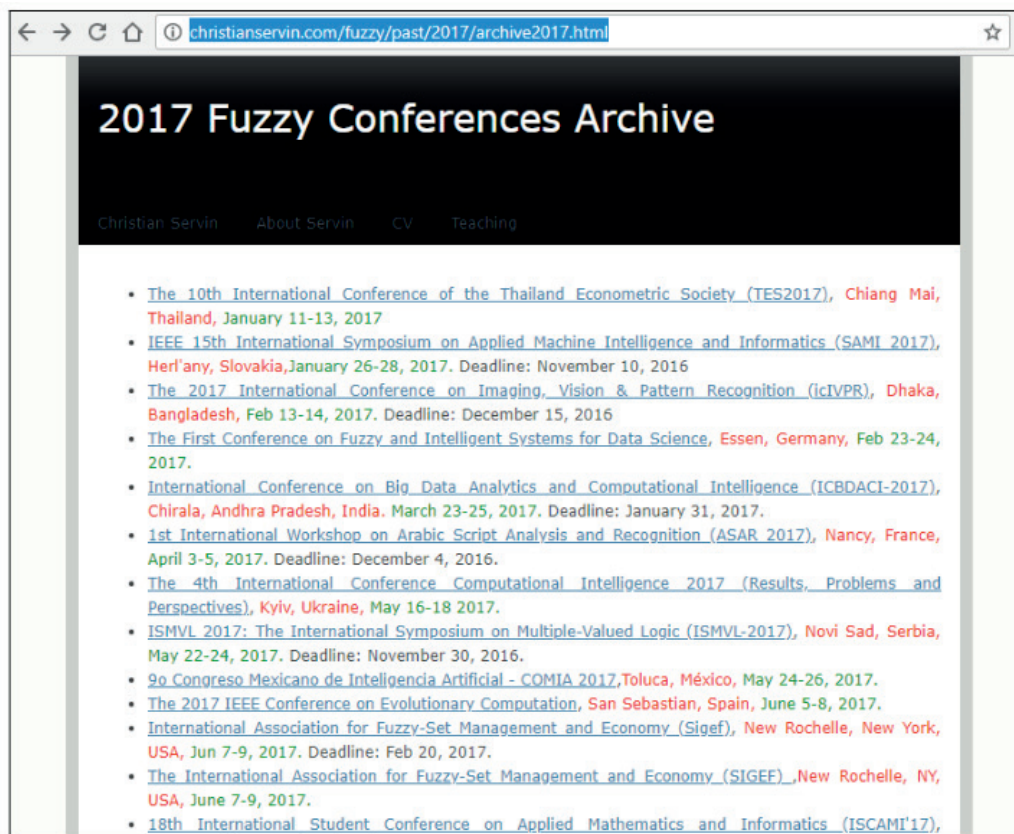 christianservin.com/fuzzy/past/2017/archive2017.html
2017 Fuzzy Conferences Archive
Christian Servin About Servin CV Teaching
• The 10th International Conference of the Thailand Econometric Society (TES2017), Chiang Mai,
Thailand, January 11-13, 2017
• IEEE 15th International Symposium on Applied Machine Intelligence and Informatics (SAMI 2017),
Herl'any, Slovakia,January 26-28, 2017. Deadline: November 10, 2016
• The 2017 International Conference on Imaging, Vision & Pattern Recognition (icIVPR), Dhaka,
Bangladesh, Feb 13-14, 2017. Deadline: December 15, 2016
• The First Conference on Fuzzy and Intelligent Systems for Data Science, Essen, Germany, Feb 23-24,
2017.
• International Conference on Big Data Analytics and Computational Intelligence (ICBDACI-2017),
Chirala, Andhra Pradesh, India. March 23-25, 2017. Deadline: January 31, 2017.
• 1st International Workshop on Arabic Script Analysis and Recognition (ASAR 2017), Nancy, France,
April 3-5, 2017. Deadline: December 4, 2016.
• The 4th International Conference Computational Intelligence 2017 (Results, Problems and
Perspectives), Kyiv, Ukraine, May 16-18 2017.
• ISMVL 2017: The International Symposium on Multiple-Valued Logic (ISMVL-2017), Novi Sad, Serbia,
May 22-24, 2017. Deadline: November 30, 2016.
• 9o Congreso Mexicano de Inteligencia Artificial - COMIA 2017,Toluca, México, May 24-26, 2017.
• The 2017 IEEE Conference on Evolutionary Computation, San Sebastian, Spain, June 5-8, 2017.
• International Association for Fuzzy-Set Management and Economy (Sigef), New Rochelle, New York,
USA, Jun 7-9, 2017. Deadline: Feb 20, 2017.
• The International Association for Fuzzy-Set Management and Economy (SIGEF) ,New Rochelle, NY,
USA, June 7-9, 2017.
• 18th International Student Conference on Applied Mathematics and Informatics (ISCAMI'17),